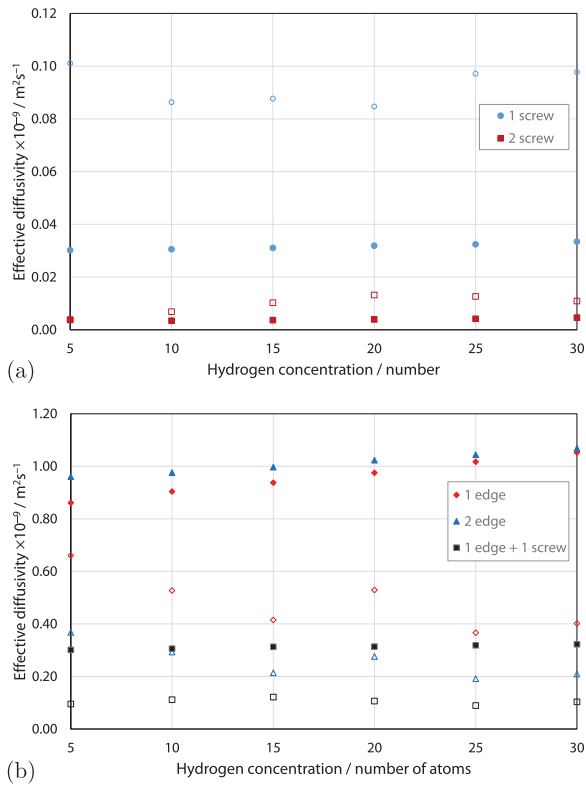 0.12
0.10
0.08
0.06
0.04
0.02
0.00
Effective diffusivity ×10⁻⁹ / m²s⁻¹
1 screw
2 screw
5 10 15 20 25 30
Hydrogen concentration / number
(a)
1.20
1.00
0.80
0.60
0.40
0.20
0.00
Effective diffusivity ×10⁻⁹ / m²s⁻¹
1 edge
2 edge
1 edge + 1 screw
5 10 15 20 25 30
Hydrogen concentration / number of atoms
(b)